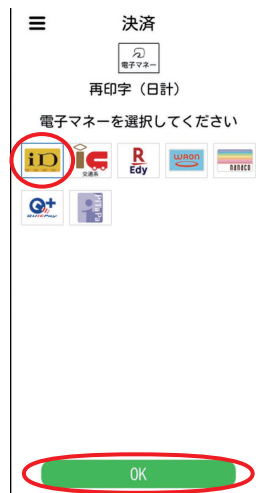 決済
電子マネー
再印字（日計）
電子マネーを選択してください
iD
交通系
R
Edy
WAON
nanaco
Q+
QUICPay
PiTaPa
OK